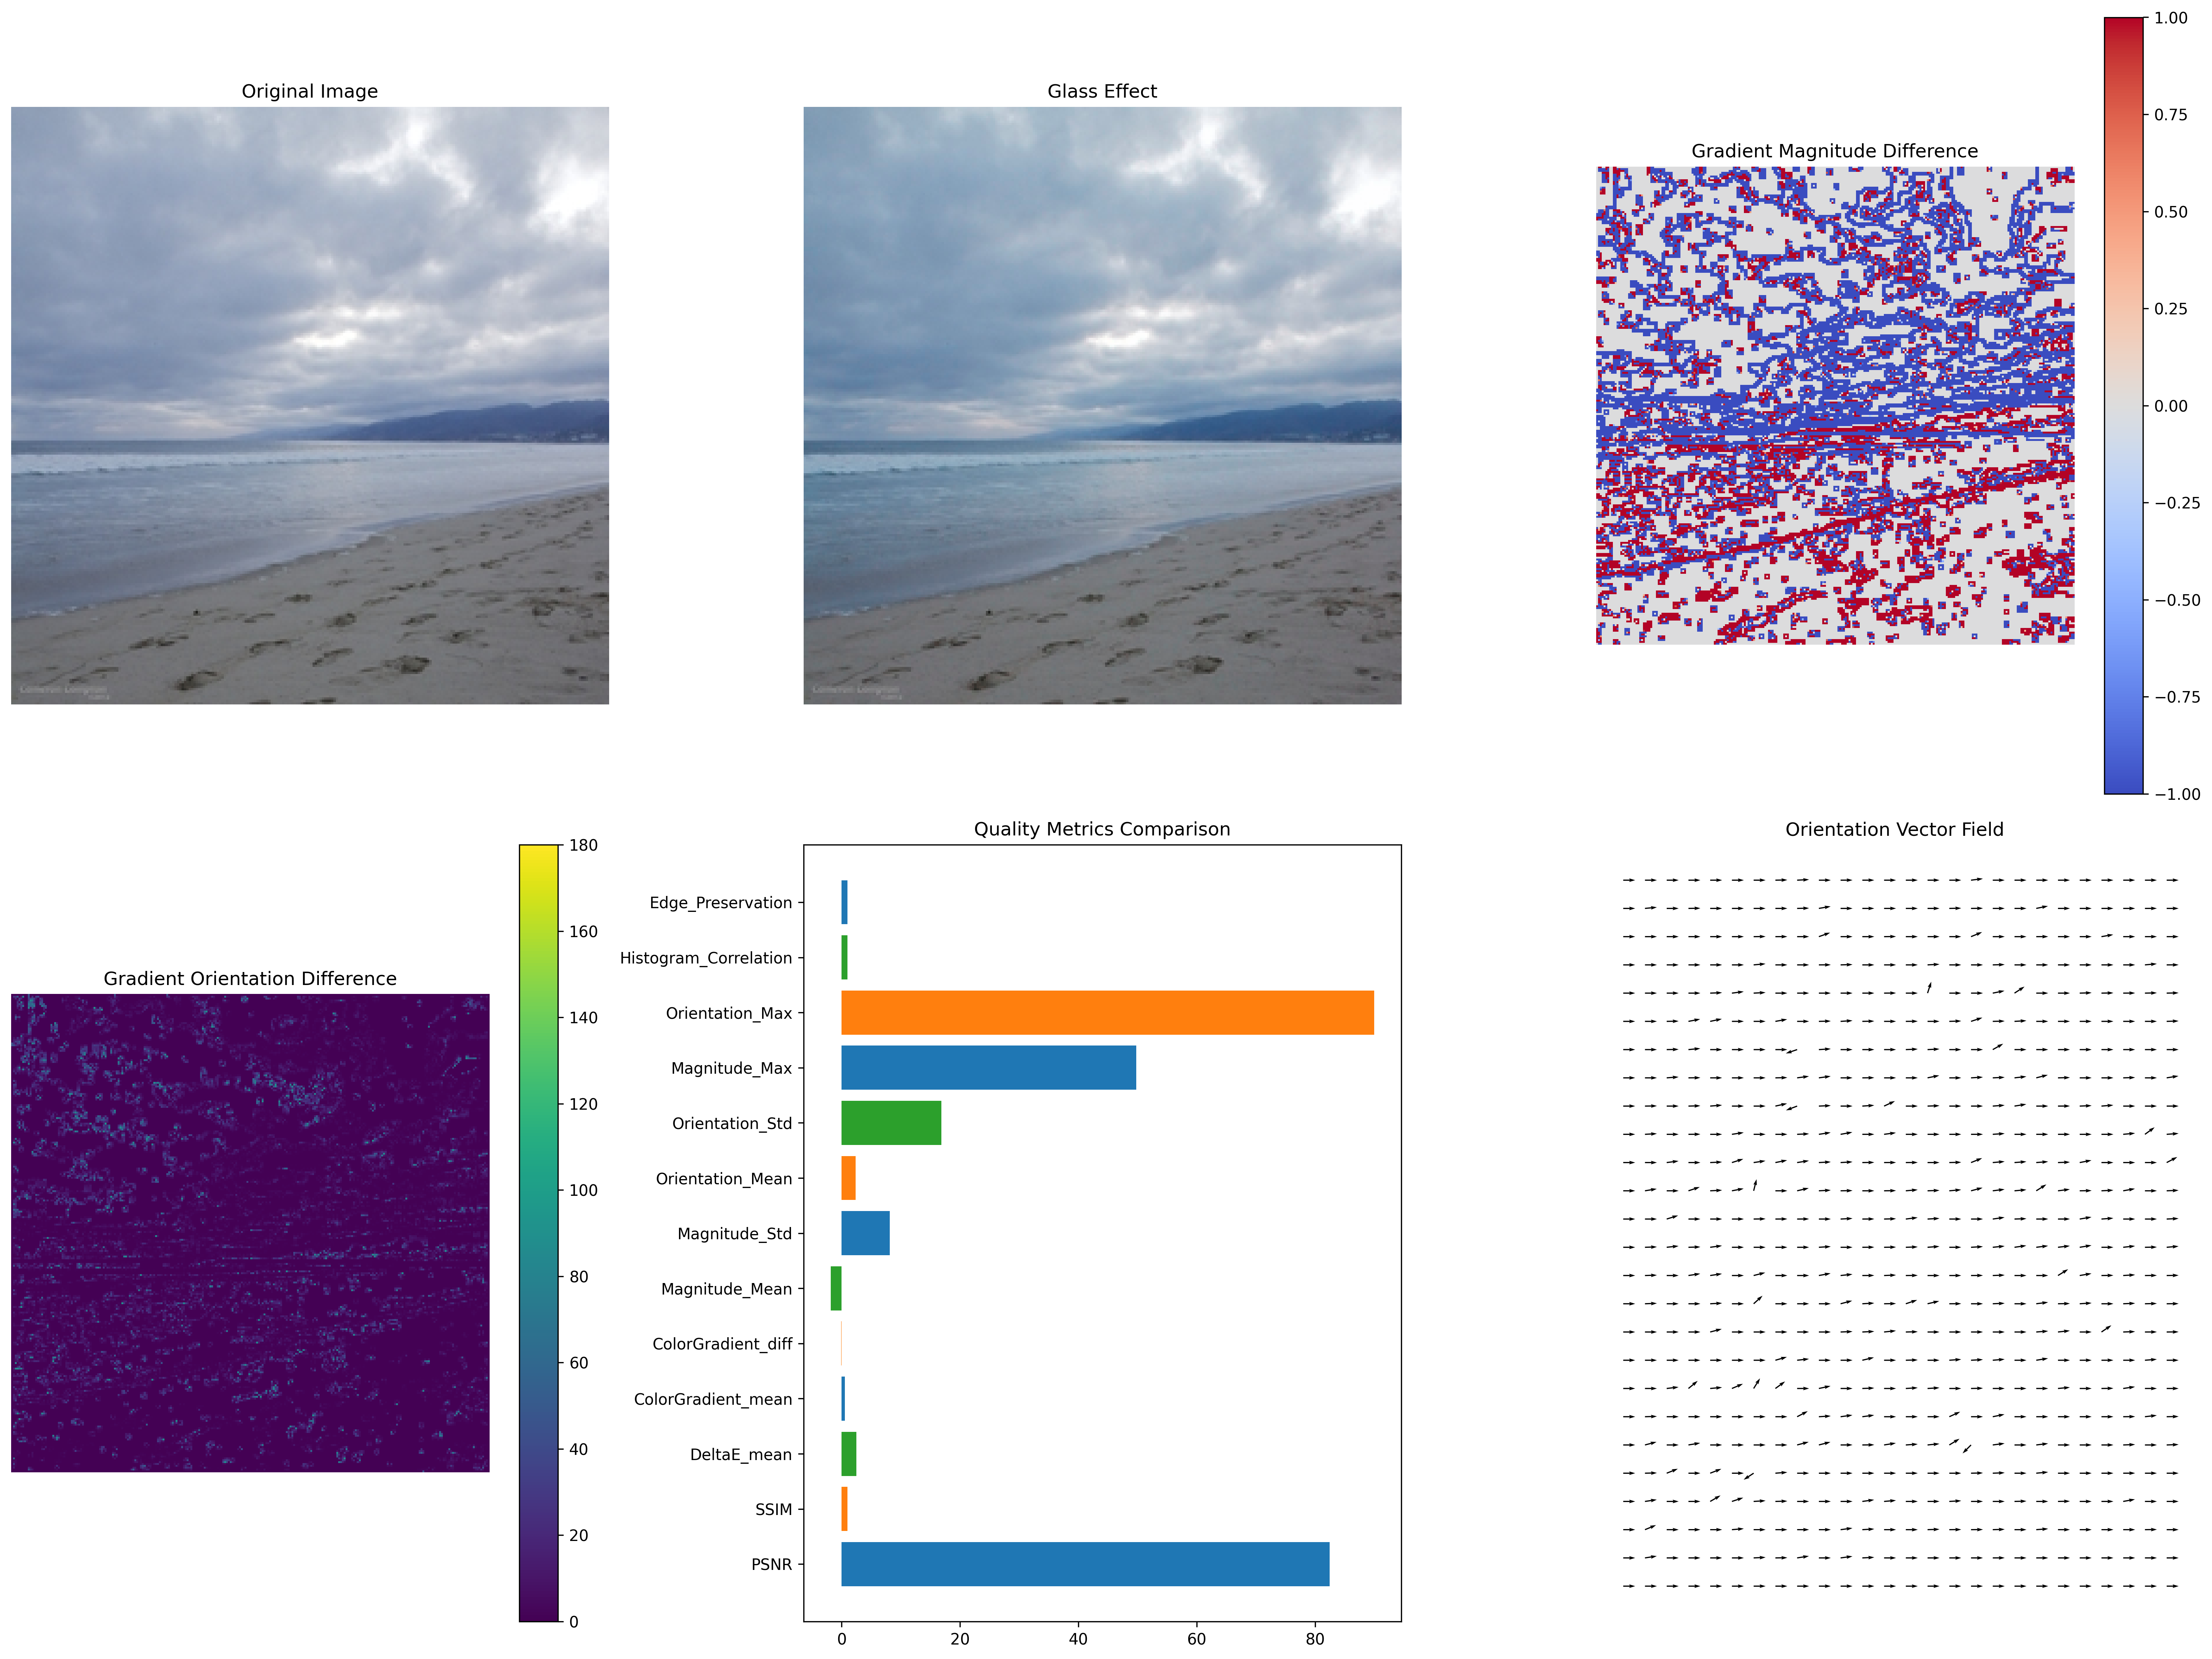 Original Image
Glass Effect
Gradient Magnitude Difference
1.00
0.75
0.50
0.25
0.00
−0.25
−0.50
−0.75
−1.00
Gradient Orientation Difference
180
160
140
120
100
80
60
40
20
0
Quality Metrics Comparison
Edge_Preservation
Histogram_Correlation
Orientation_Max
Magnitude_Max
Orientation_Std
Orientation_Mean
Magnitude_Std
Magnitude_Mean
ColorGradient_diff
ColorGradient_mean
DeltaE_mean
SSIM
PSNR
0 20 40 60 80
Orientation Vector Field